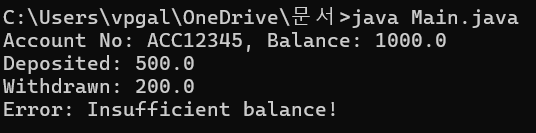 C:\Users\vpgal\OneDrive\문서>java Main.java
Account No: ACC12345, Balance: 1000.0
Deposited: 500.0
Withdrawn: 200.0
Error: Insufficient balance!